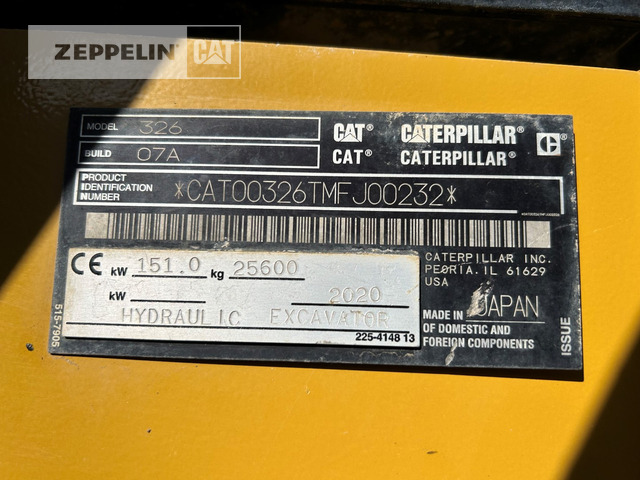 ZEPPELIN CAT
MODEL 326
BUILD 07A
CAT® CATERPILLAR®
CAT® CATERPILLAR®
PRODUCT
IDENTIFICATION
NUMBER
*CAT00326TMFJ00232*
CE kW 151.0 kg 25600
kW 2020
HYDRAULIC EXCAVATOR
225-4148 13
CATERPILLAR INC.
PEORIA. IL 61629
USA
MADE IN JAPAN
OF DOMESTIC AND
FOREIGN COMPONENTS
ISSUE
515-7905